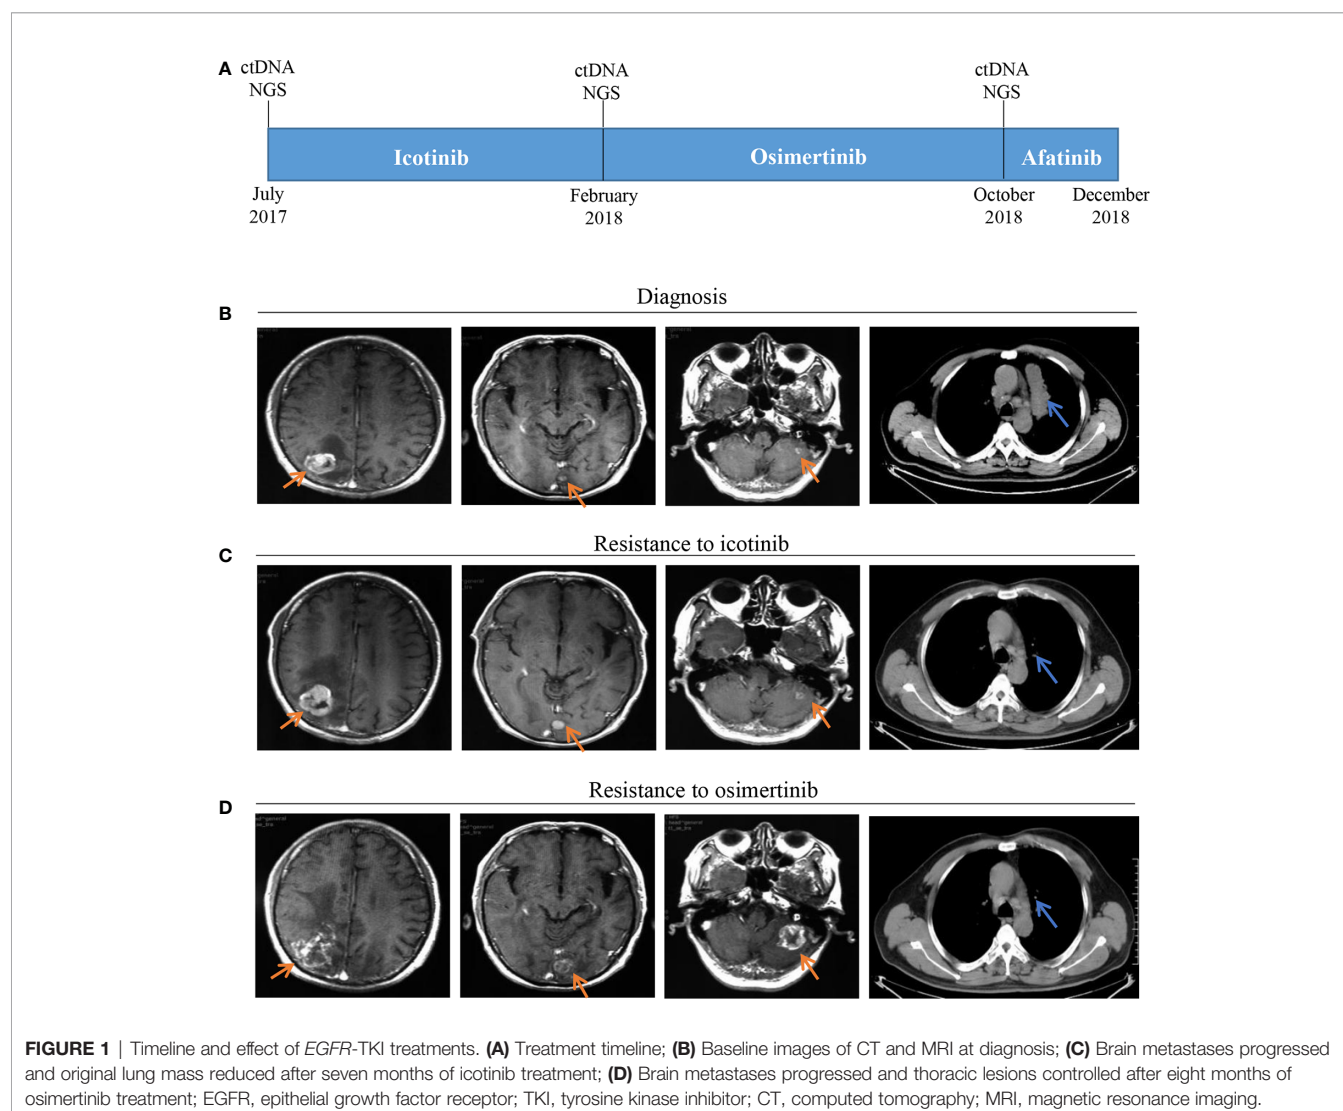 A
ctDNA
NGS
ctDNA
NGS
ctDNA
NGS
Icotinib
Osimertinib
Afatinib
July
2017
February
2018
October
2018
December
2018
B
Diagnosis
C
Resistance to icotinib
D
Resistance to osimertinib
FIGURE 1 | Timeline and effect of EGFR-TKI treatments. (A) Treatment timeline; (B) Baseline images of CT and MRI at diagnosis; (C) Brain metastases progressed
and original lung mass reduced after seven months of icotinib treatment; (D) Brain metastases progressed and thoracic lesions controlled after eight months of
osimertinib treatment; EGFR, epithelial growth factor receptor; TKI, tyrosine kinase inhibitor; CT, computed tomography; MRI, magnetic resonance imaging.